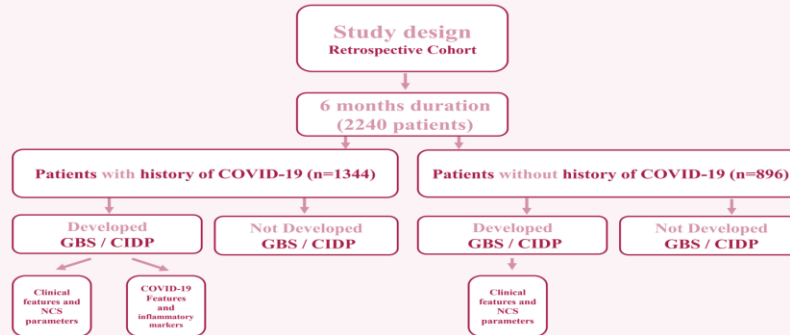 Study design
Retrospective Cohort
6 months duration
(2240 patients)
Patients with history of COVID-19 (n=1344)
Patients without history of COVID-19 (n=896)
Developed
GBS / CIDP
Not Developed
GBS / CIDP
Developed
GBS / CIDP
Not Developed
GBS / CIDP
Clinical
features and
NCS
parameters
COVID-19
Features
and
inflammatory
markers
Clinical
features and
NCS
parameters